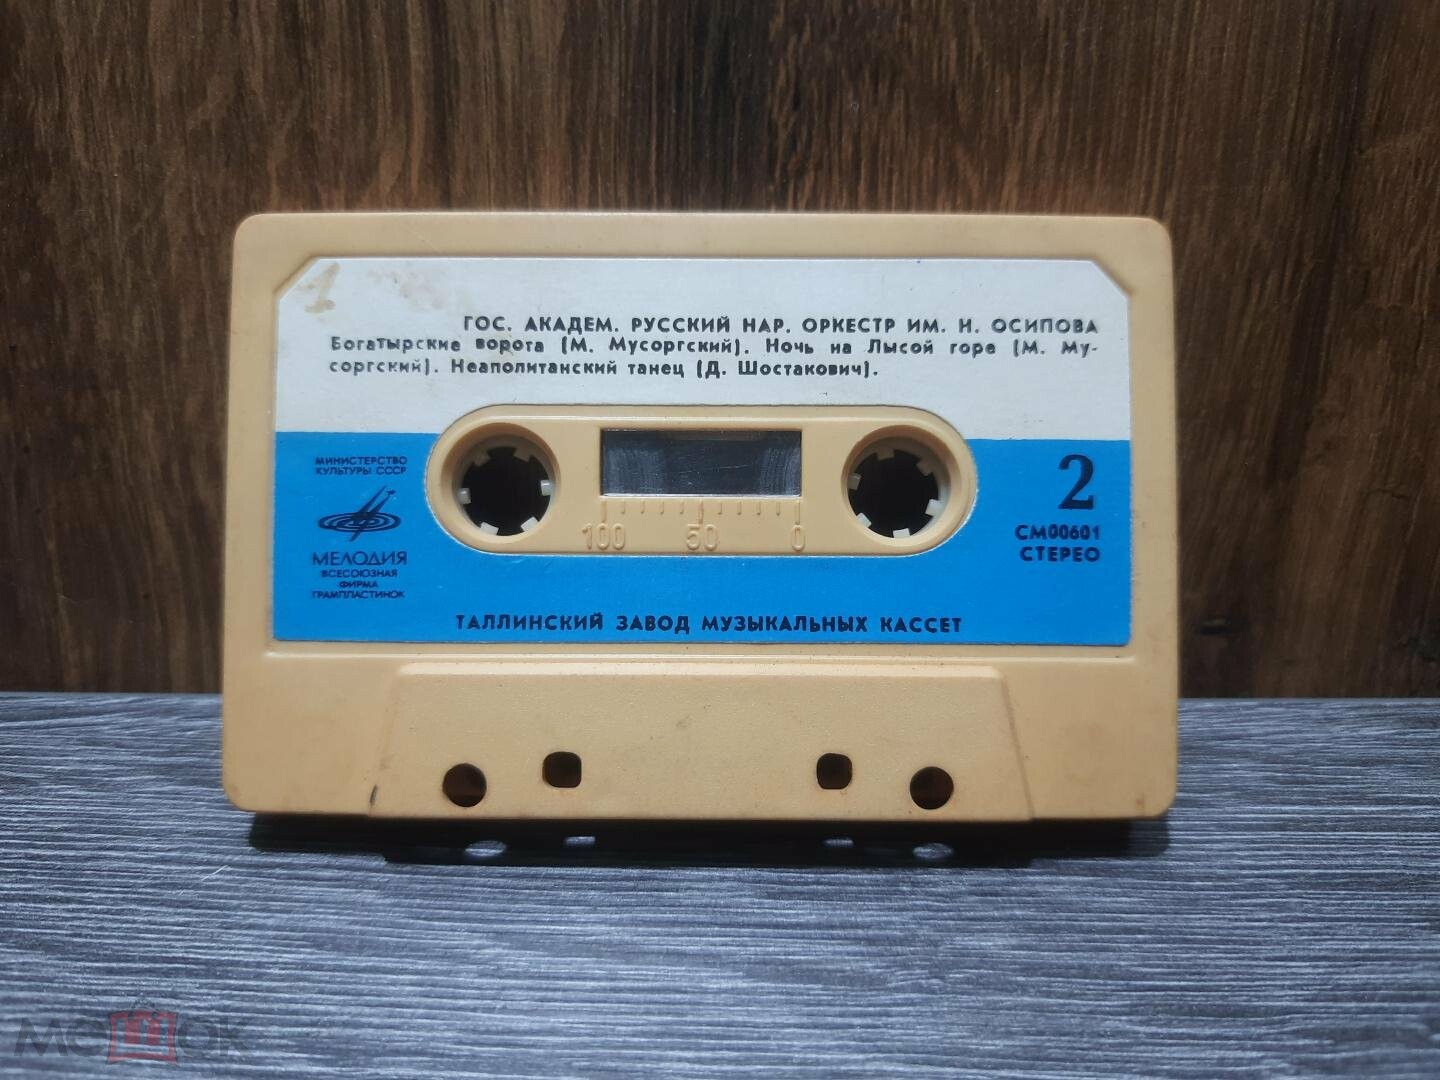 1
ГОС. АКАДЕМ. РУССКИЙ НАР. ОРКЕСТР ИМ. Н. ОСИПОВА
Богатырские ворота (М. Мусоргский). Ночь на Лысой горе (М. Му-
соргский). Неаполитанский танец (Д. Шостакович).
МИНИСТЕРСТВО
КУЛЬТУРЫ СССР
МЕЛОДИЯ
ВСЕСОЮЗНАЯ
ФИРМА
ГРАМПЛАСТИНОК
100 50 0
2
СМ00601
СТЕРЕО
ТАЛЛИНСКИЙ ЗАВОД МУЗЫКАЛЬНЫХ КАССЕТ
мешок